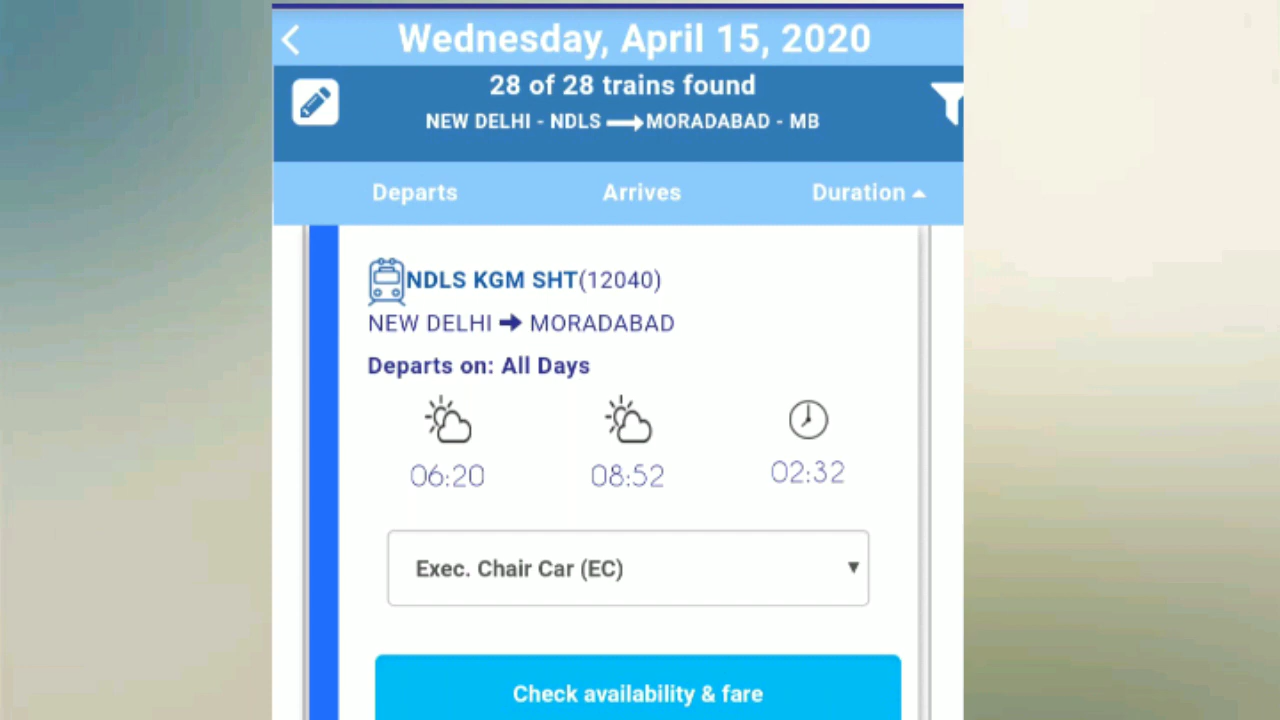 Wednesday, April 15, 2020
28 of 28 trains found
NEW DELHI - NDLS ⟶ MORADABAD - MB
Departs Arrives Duration
NDLS KGM SHT(12040)
NEW DELHI → MORADABAD
Departs on: All Days
06:20 08:52 02:32
Exec. Chair Car (EC)
Check availability & fare